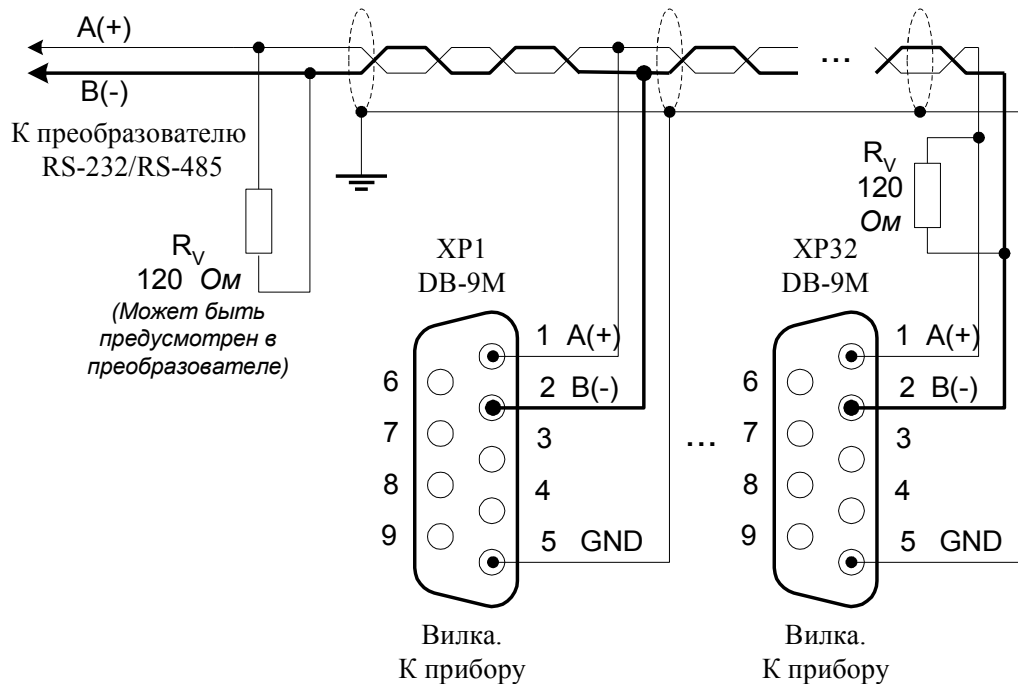 A(+)
B(-)
К преобразователю
RS-232/RS-485
R_V
120 Ом
(Может быть
предусмотрен в
преобразователе)
...
R_V
120
Ом
XP1
DB-9M
1 A(+)
2 B(-)
3
4
5 GND
6
7
8
9
Вилка.
К прибору
...
XP32
DB-9M
1 A(+)
2 B(-)
3
4
5 GND
6
7
8
9
Вилка.
К прибору